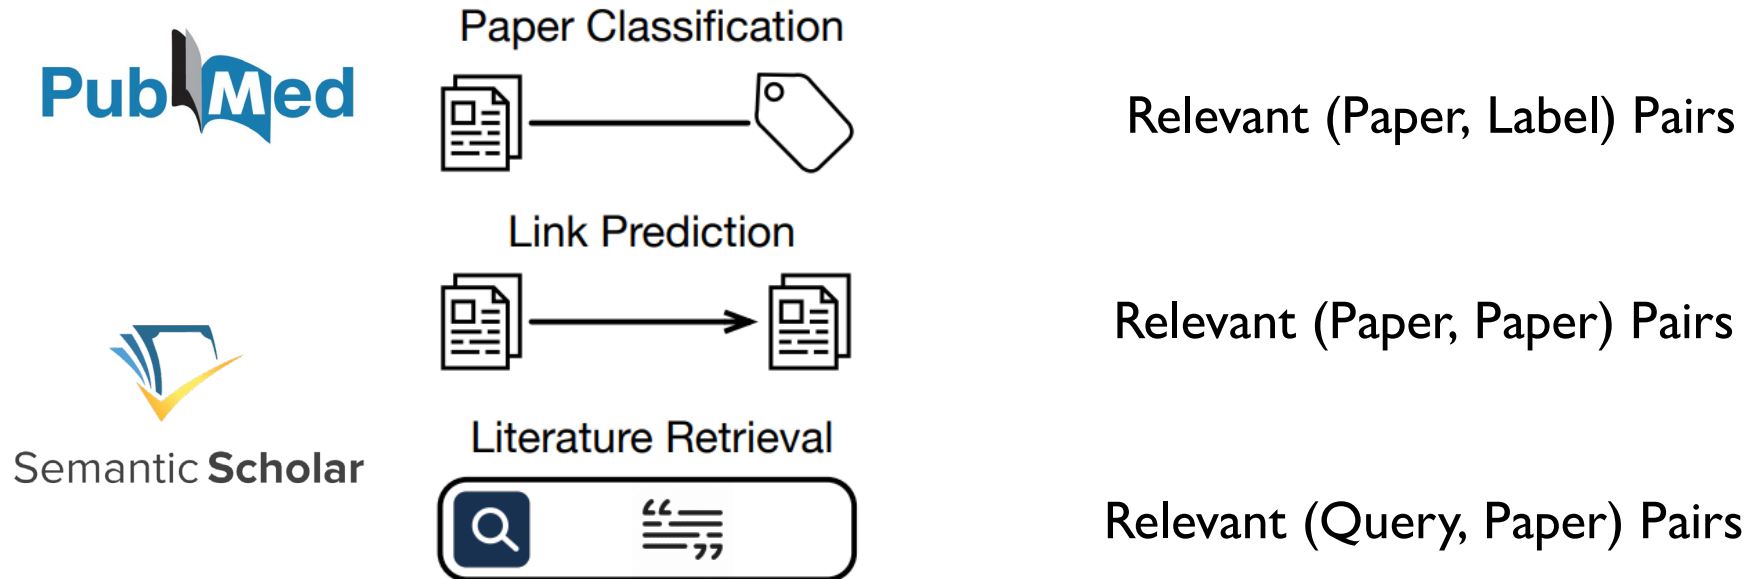 PubMed
Paper Classification
Relevant (Paper, Label) Pairs
Link Prediction
Relevant (Paper, Paper) Pairs
Semantic Scholar
Literature Retrieval
Relevant (Query, Paper) Pairs